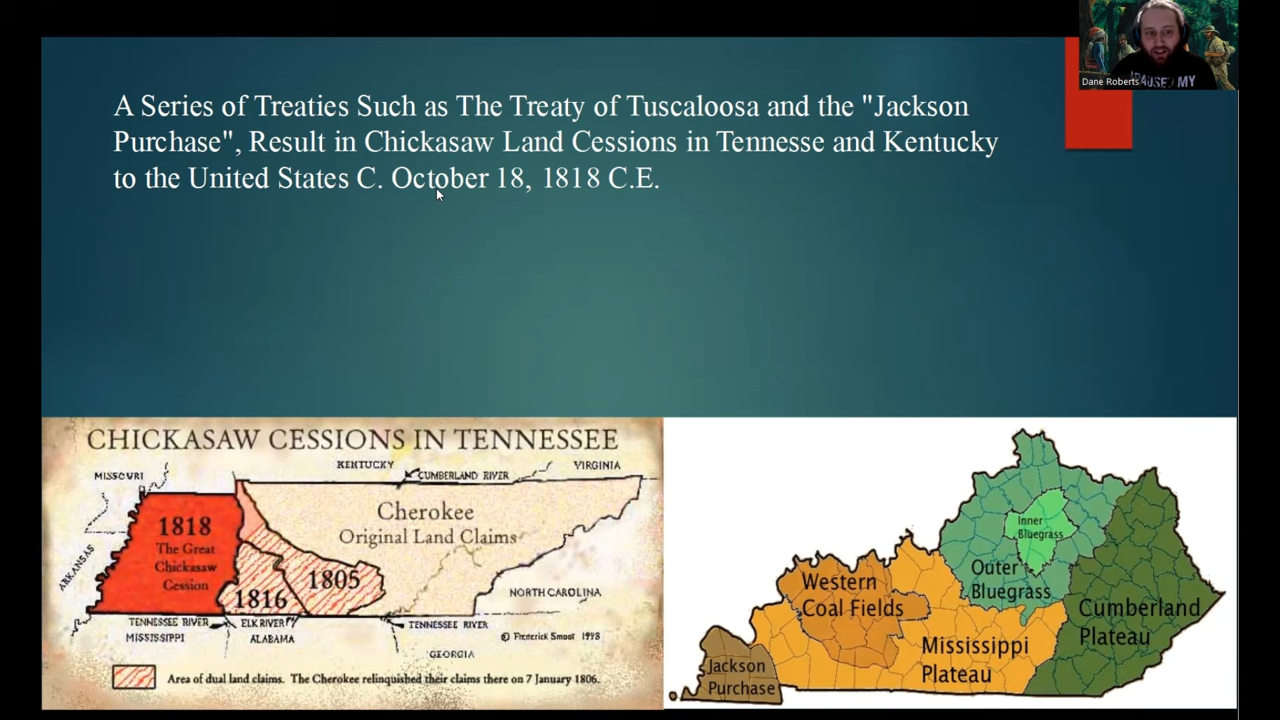 A Series of Treaties Such as The Treaty of Tuscaloosa and the "Jackson
Purchase", Result in Chickasaw Land Cessions in Tennesse and Kentucky
to the United States C. October 18, 1818 C.E.
Dane Roberts
MY
CHICKASAW CESSIONS IN TENNESSEE
MISSOURI
KENTUCKY
CUMBERLAND RIVER
VIRGINIA
1818
The Great
Chickasaw
Cession
Cherokee
Original Land Claims
ARKANSAS
1805
1816
NORTH CAROLINA
TENNESSEE RIVER
ELK RIVER
TENNESSEE RIVER
MISSISSIPPI
ALABAMA
© Frederick Smoot 1998
GEORGIA
Area of dual land claims. The Cherokee relinquished their claims there on 7 January 1806.
Inner
Bluegrass
Outer
Bluegrass
Western
Coal Fields
Cumberland
Plateau
Mississippi
Plateau
Jackson
Purchase